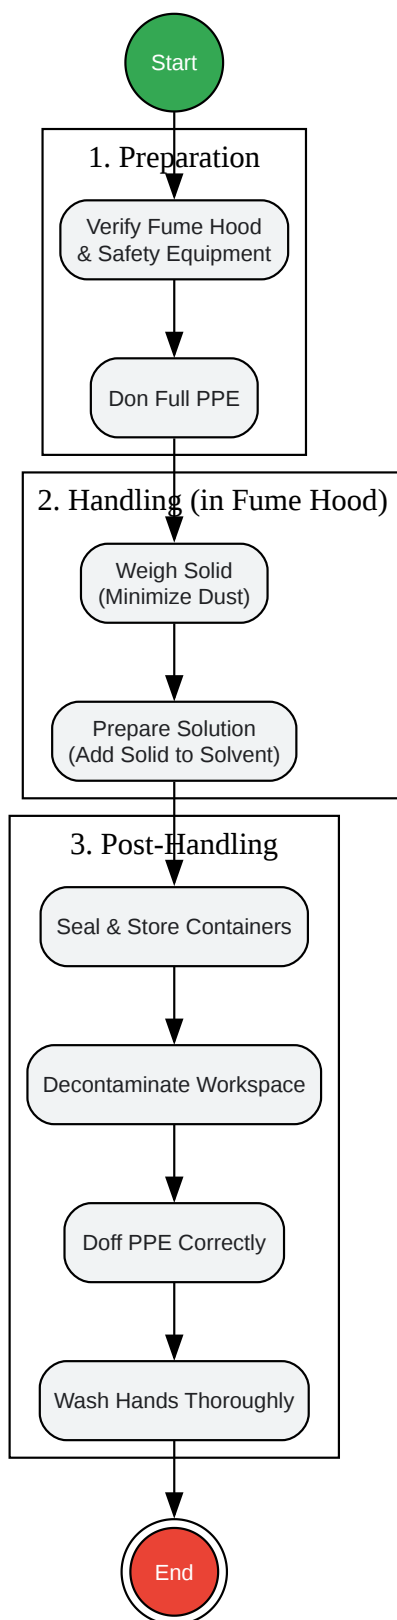 Start
1. Preparation
Verify Fume Hood
& Safety Equipment
Don Full PPE
2. Handling (in Fume Hood)
Weigh Solid
(Minimize Dust)
Prepare Solution
(Add Solid to Solvent)
3. Post-Handling
Seal & Store Containers
Decontaminate Workspace
Doff PPE Correctly
Wash Hands Thoroughly
End